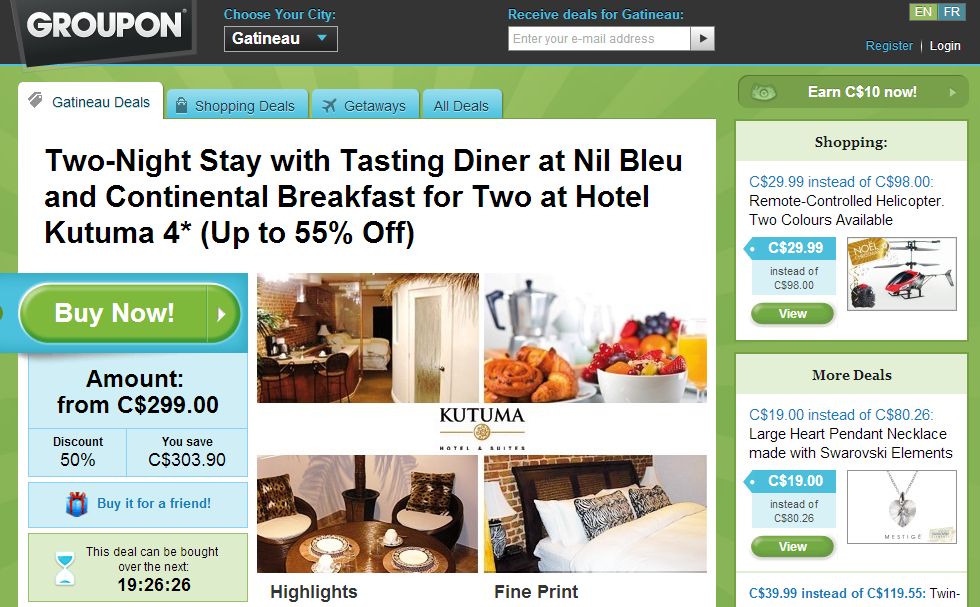 GROUPON
Choose Your City:
Gatineau
Receive deals for Gatineau:
Enter your e-mail address
EN FR
Register | Login
Gatineau Deals
Shopping Deals
Getaways
All Deals
Earn C$10 now!
Two-Night Stay with Tasting Diner at Nil Bleu
and Continental Breakfast for Two at Hotel
Kutuma 4* (Up to 55% Off)
Buy Now!
Amount:
from C$299.00
Discount
50%
You save
C$303.90
Buy it for a friend!
This deal can be bought
over the next:
19:26:26
KUTUMA
HOTEL & SUITES
Highlights
Fine Print
Shopping:
C$29.99 instead of C$98.00:
Remote-Controlled Helicopter.
Two Colours Available
C$29.99
instead of
C$98.00
View
NOËL
More Deals
C$19.00 instead of C$80.26:
Large Heart Pendant Necklace
made with Swarovski Elements
C$19.00
instead of
C$80.26
View
MESTIGÉ
C$39.99 instead of C$119.55: Twin-